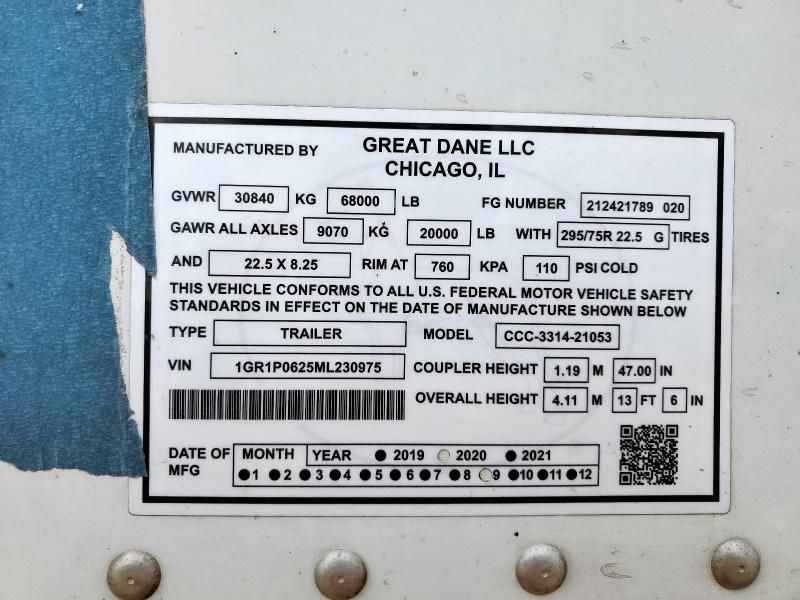 MANUFACTURED BY GREAT DANE LLC
CHICAGO, IL
GVWR 30840 KG 68000 LB FG NUMBER 212421789 020
GAWR ALL AXLES 9070 KG 20000 LB WITH 295/75R 22.5 G TIRES
AND 22.5 X 8.25 RIM AT 760 KPA 110 PSI COLD
THIS VEHICLE CONFORMS TO ALL U.S. FEDERAL MOTOR VEHICLE SAFETY
STANDARDS IN EFFECT ON THE DATE OF MANUFACTURE SHOWN BELOW
TYPE TRAILER MODEL CCC-3314-21053
VIN 1GR1P0625ML230975 COUPLER HEIGHT 1.19 M 47.00 IN
OVERALL HEIGHT 4.11 M 13 FT 6 IN
DATE OF MFG
MONTH YEAR 2019 2020 2021
1 2 3 4 5 6 7 8 9 10 11 12